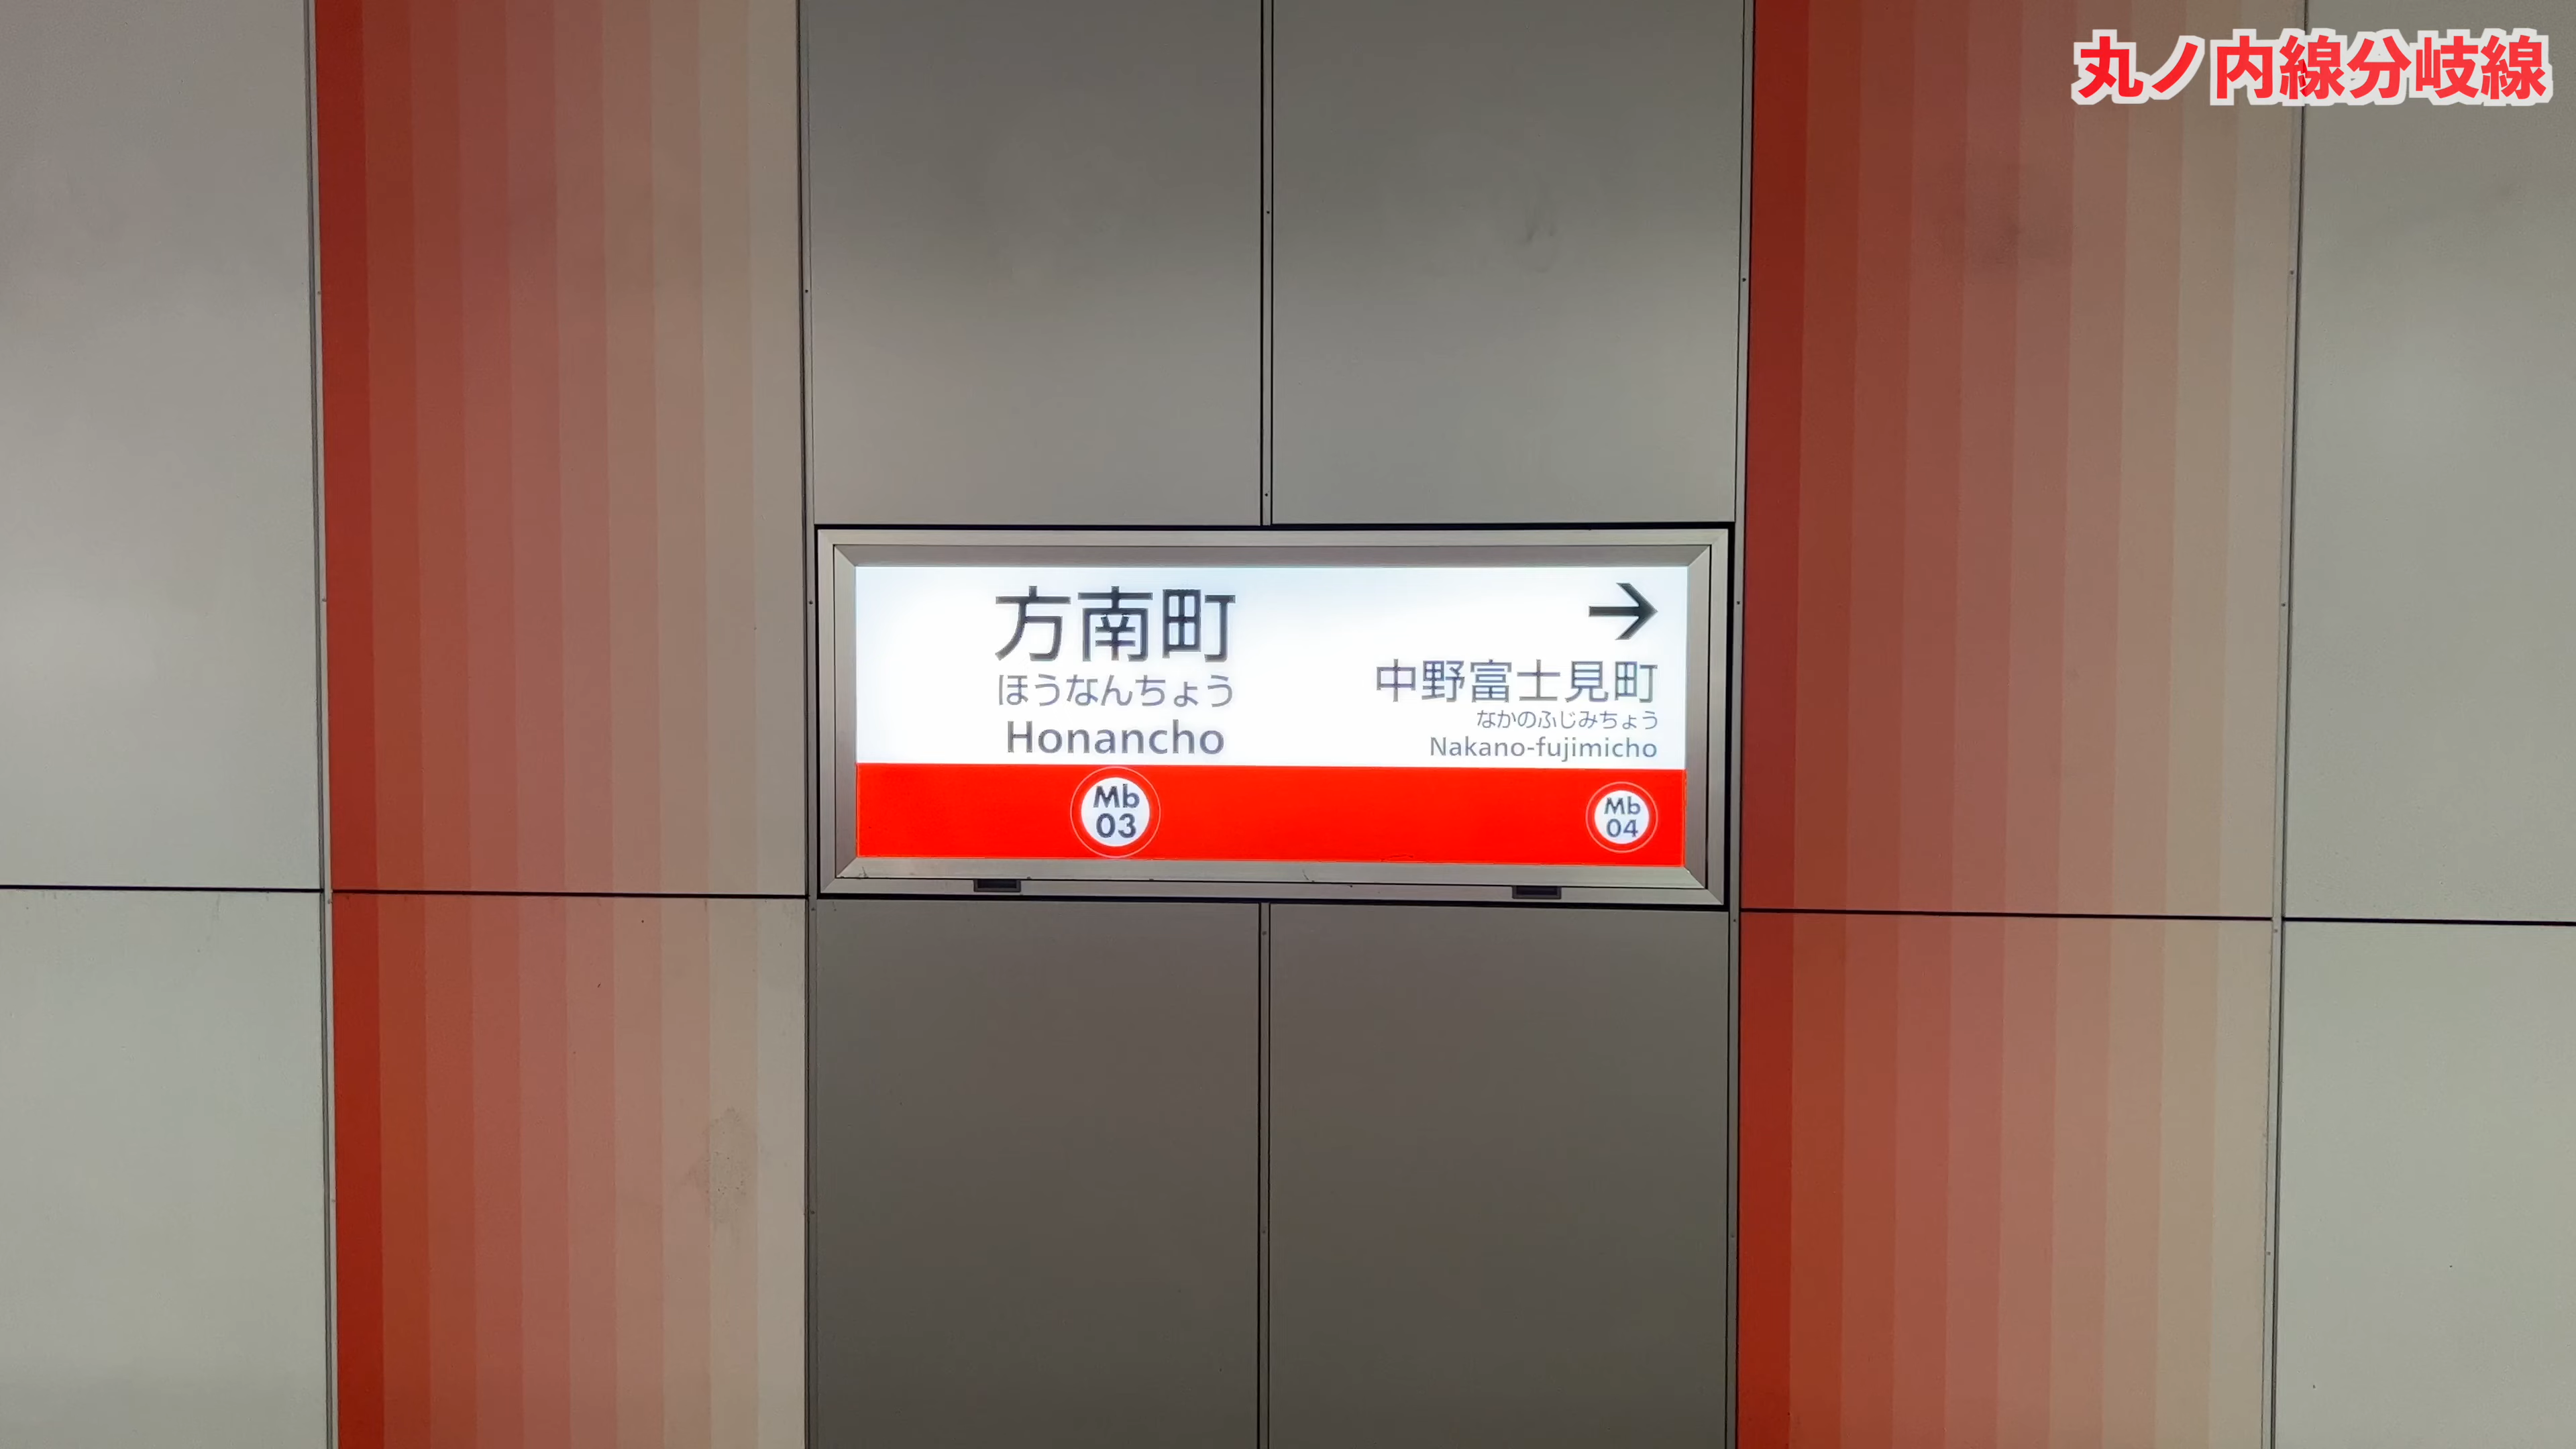 丸ノ内線分岐線
方南町
ほうなんちょう
Honancho
Mb
03
→
中野富士見町
なかのふじみちょう
Nakano-fujimicho
Mb
04